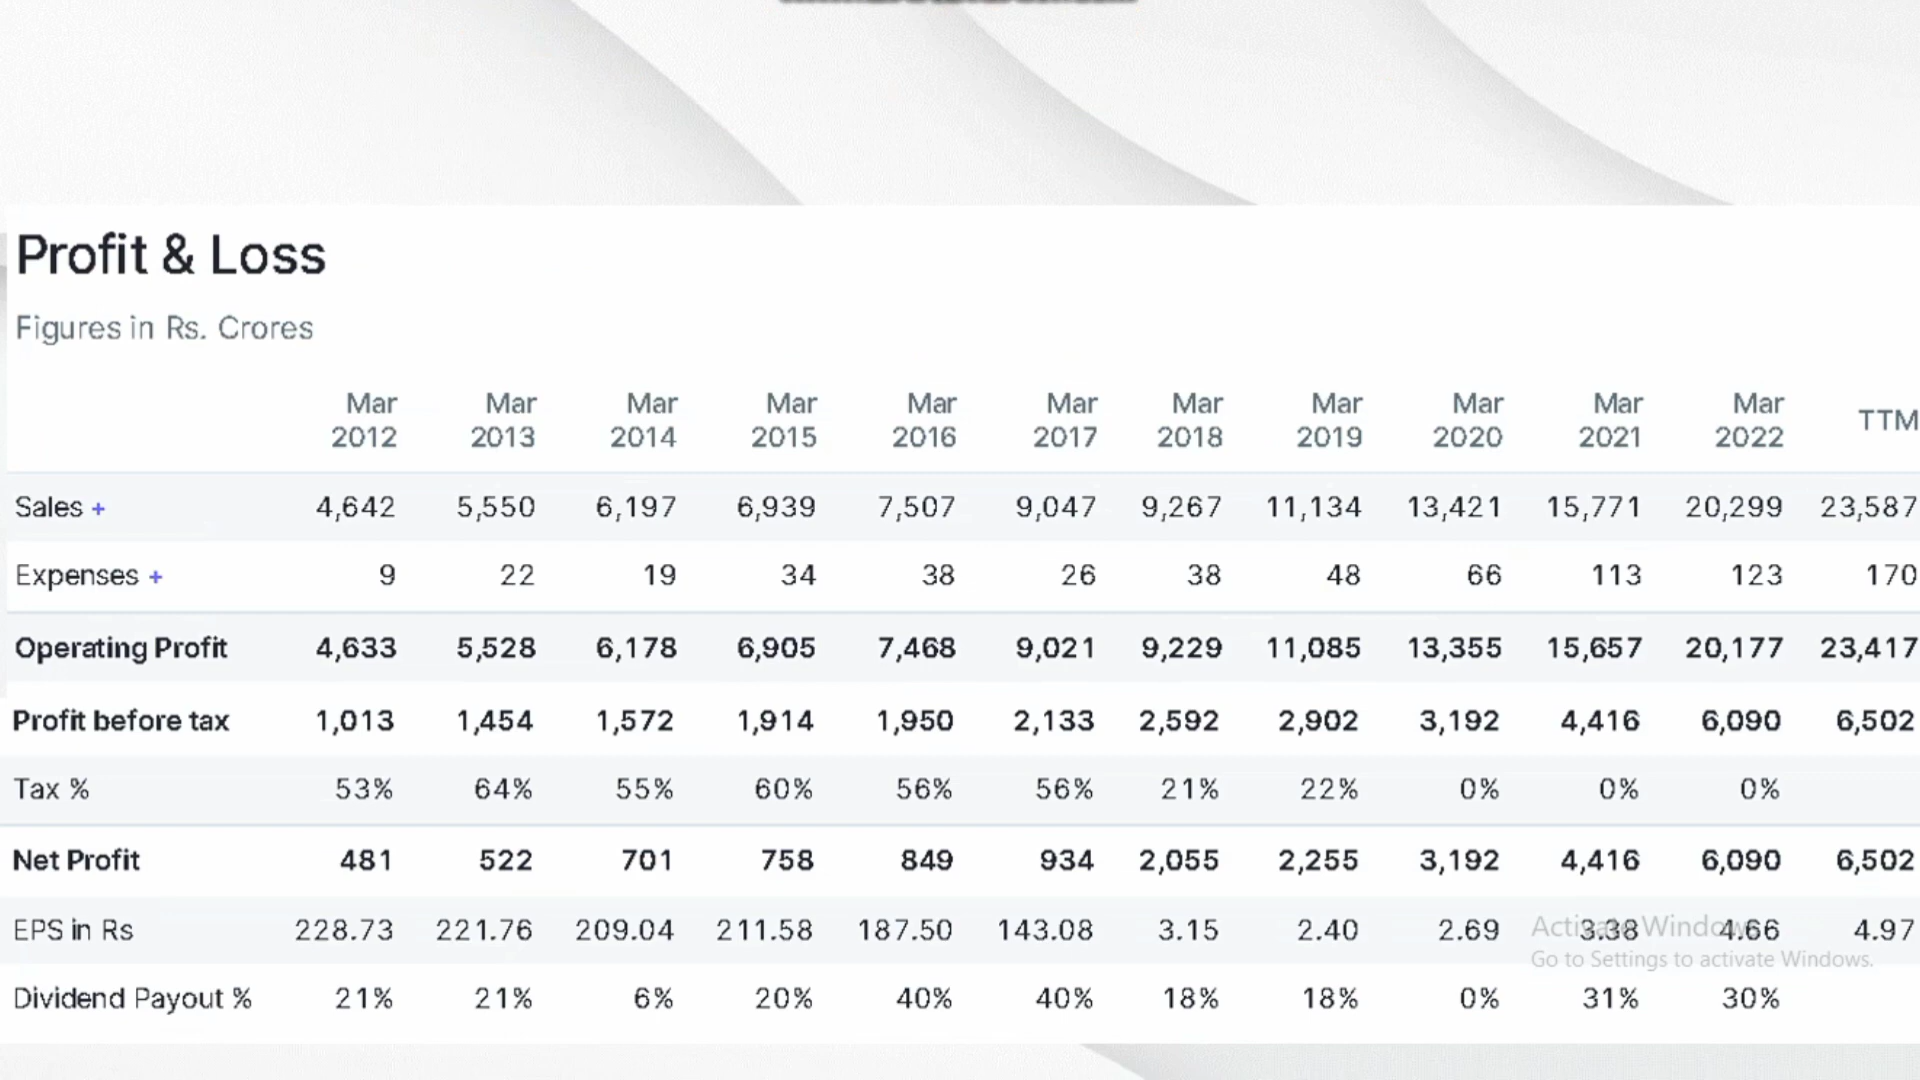 Profit & Loss
Figures in Rs. Crores
Mar 2012 Mar 2013 Mar 2014 Mar 2015 Mar 2016 Mar 2017 Mar 2018 Mar 2019 Mar 2020 Mar 2021 Mar 2022 TTM
Sales + 4,642 5,550 6,197 6,939 7,507 9,047 9,267 11,134 13,421 15,771 20,299 23,587
Expenses + 9 22 19 34 38 26 38 48 66 113 123 170
Operating Profit 4,633 5,528 6,178 6,905 7,468 9,021 9,229 11,085 13,355 15,657 20,177 23,417
Profit before tax 1,013 1,454 1,572 1,914 1,950 2,133 2,592 2,902 3,192 4,416 6,090 6,502
Tax % 53% 64% 55% 60% 56% 56% 21% 22% 0% 0% 0%
Net Profit 481 522 701 758 849 934 2,055 2,255 3,192 4,416 6,090 6,502
EPS in Rs 228.73 221.76 209.04 211.58 187.50 143.08 3.15 2.40 2.69 3.38 4.66 4.97
Activate Windows
Go to Settings to activate Windows.
Dividend Payout % 21% 21% 6% 20% 40% 40% 18% 18% 0% 31% 30%